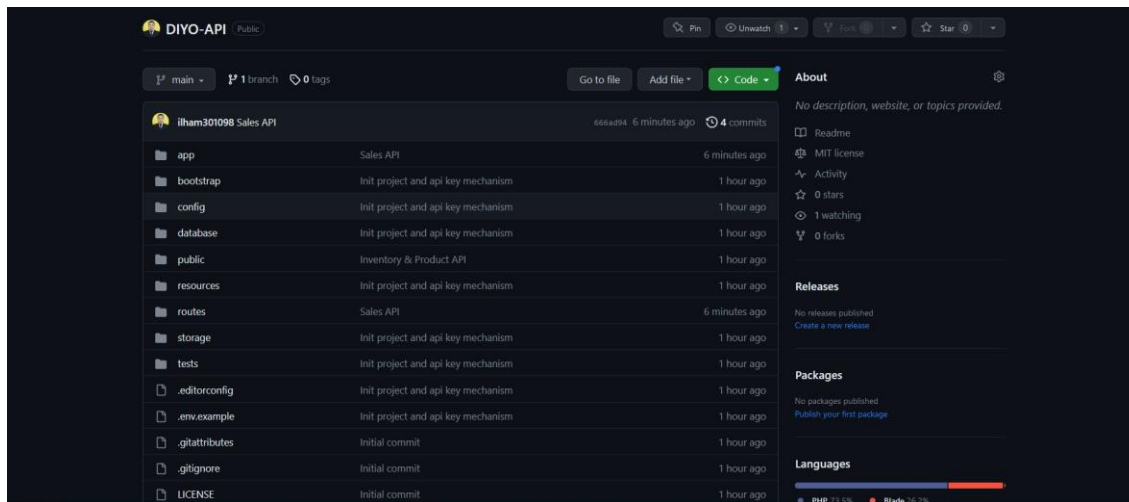 DIYO-API Public
Pin
Unwatch 1
Fork 0
Star 0
main
1 branch
0 tags
Go to file
Add file
<> Code
ilham301098 Sales API
666ad94 6 minutes ago 4 commits
app Sales API 6 minutes ago
bootstrap Init project and api key mechanism 1 hour ago
config Init project and api key mechanism 1 hour ago
database Init project and api key mechanism 1 hour ago
public Inventory & Product API 1 hour ago
resources Init project and api key mechanism 1 hour ago
routes Sales API 6 minutes ago
storage Init project and api key mechanism 1 hour ago
tests Init project and api key mechanism 1 hour ago
.editorconfig Init project and api key mechanism 1 hour ago
.env.example Init project and api key mechanism 1 hour ago
.gitattributes Initial commit 1 hour ago
.gitignore Initial commit 1 hour ago
LICENSE Initial commit 1 hour ago
About
No description, website, or topics provided.
Readme
MIT license
Activity
0 stars
1 watching
0 forks
Releases
No releases published
Create a new release
Packages
No packages published
Publish your first package
Languages
PHP 73.5% Blade 26.2%